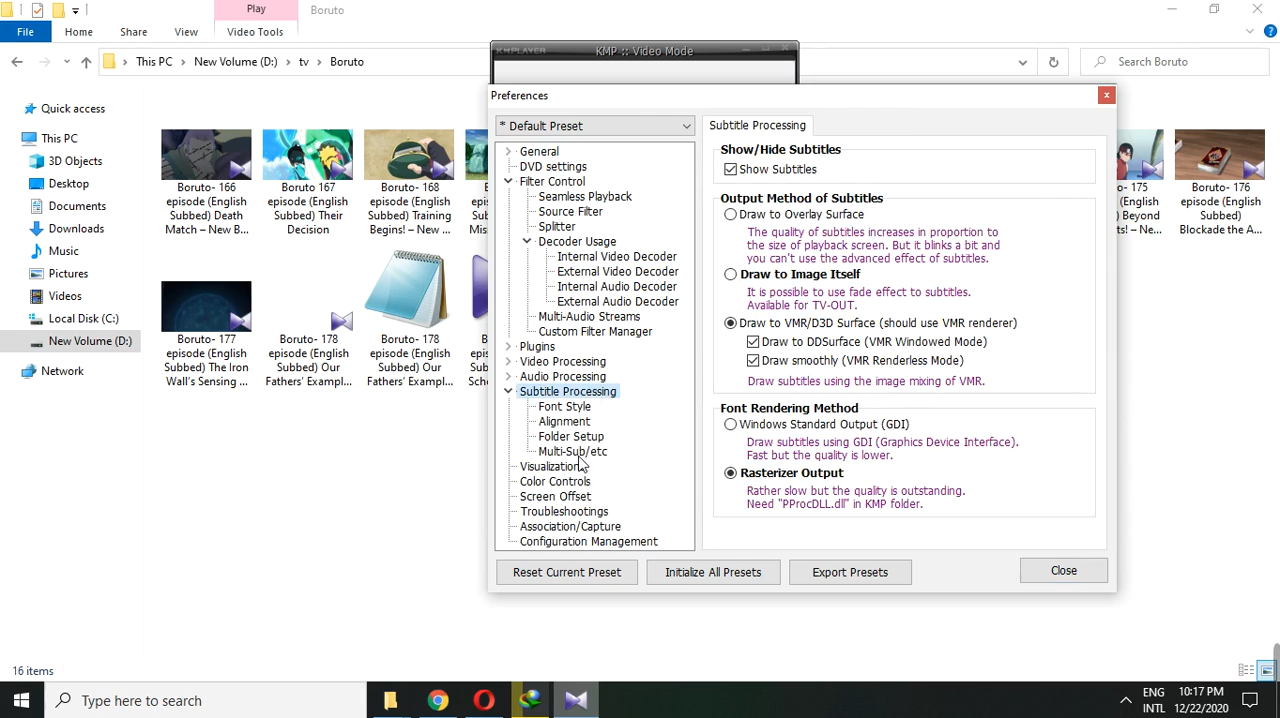 Play
Boruto
File
Home
Share
View
Video Tools
This PC
New Volume (D:)
tv
Boruto
Search Boruto
KMPLAYER
KMP :: Video Mode
Quick access
This PC
3D Objects
Desktop
Documents
Downloads
Music
Pictures
Videos
Local Disk (C:)
New Volume (D:)
Network
Boruto- 166
episode (English
Subbed) Death
Match – New B...
Boruto 167
episode (English
Subbed) Their
Decision
Boruto- 168
episode (English
Subbed) Training
Begins! – New ...
Boruto- 176
episode (English
Subbed)
Blockade the A...
Boruto- 177
episode (English
Subbed) The Iron
Wall's Sensing ...
Boruto- 178
episode (English
Subbed) Our
Fathers' Exampl...
Boruto- 178
episode (English
Subbed) Our
Fathers' Exampl...
Preferences
* Default Preset
General
DVD settings
Filter Control
Seamless Playback
Source Filter
Splitter
Decoder Usage
Internal Video Decoder
External Video Decoder
Internal Audio Decoder
External Audio Decoder
Multi-Audio Streams
Custom Filter Manager
Plugins
Video Processing
Audio Processing
Subtitle Processing
Font Style
Alignment
Folder Setup
Multi-Sub/etc
Visualization
Color Controls
Screen Offset
Troubleshootings
Association/Capture
Configuration Management
Subtitle Processing
Show/Hide Subtitles
Show Subtitles
Output Method of Subtitles
Draw to Overlay Surface
The quality of subtitles increases in proportion to
the size of playback screen. But it blinks a bit and
you can't use the advanced effect of subtitles.
Draw to Image Itself
It is possible to use fade effect to subtitles.
Available for TV-OUT.
Draw to VMR/D3D Surface (should use VMR renderer)
Draw to DDSurface (VMR Windowed Mode)
Draw smoothly (VMR Renderless Mode)
Draw subtitles using the image mixing of VMR.
Font Rendering Method
Windows Standard Output (GDI)
Draw subtitles using GDI (Graphics Device Interface).
Fast but the quality is lower.
Rasterizer Output
Rather slow but the quality is outstanding.
Need "PProcDLL.dll" in KMP folder.
Reset Current Preset
Initialize All Presets
Export Presets
Close
16 items
Type here to search
ENG
INTL
10:17 PM
12/22/2020